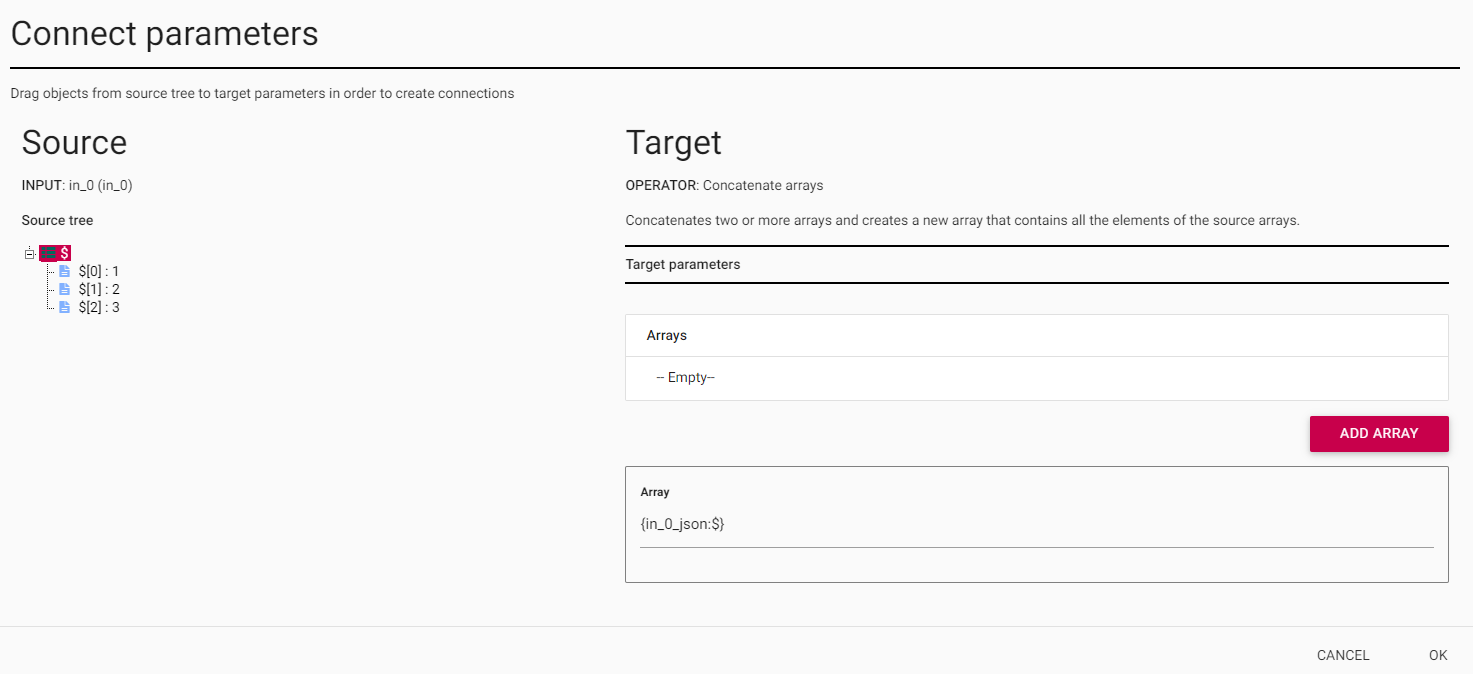 Connect parameters
Drag objects from source tree to target parameters in order to create connections
Source
INPUT: in_0 (in_0)
Source tree
$
$[0] : 1
$[1] : 2
$[2] : 3
Target
OPERATOR: Concatenate arrays
Concatenates two or more arrays and creates a new array that contains all the elements of the source arrays.
Target parameters
Arrays
-- Empty--
ADD ARRAY
Array
{in_0_json:$}
CANCEL
OK